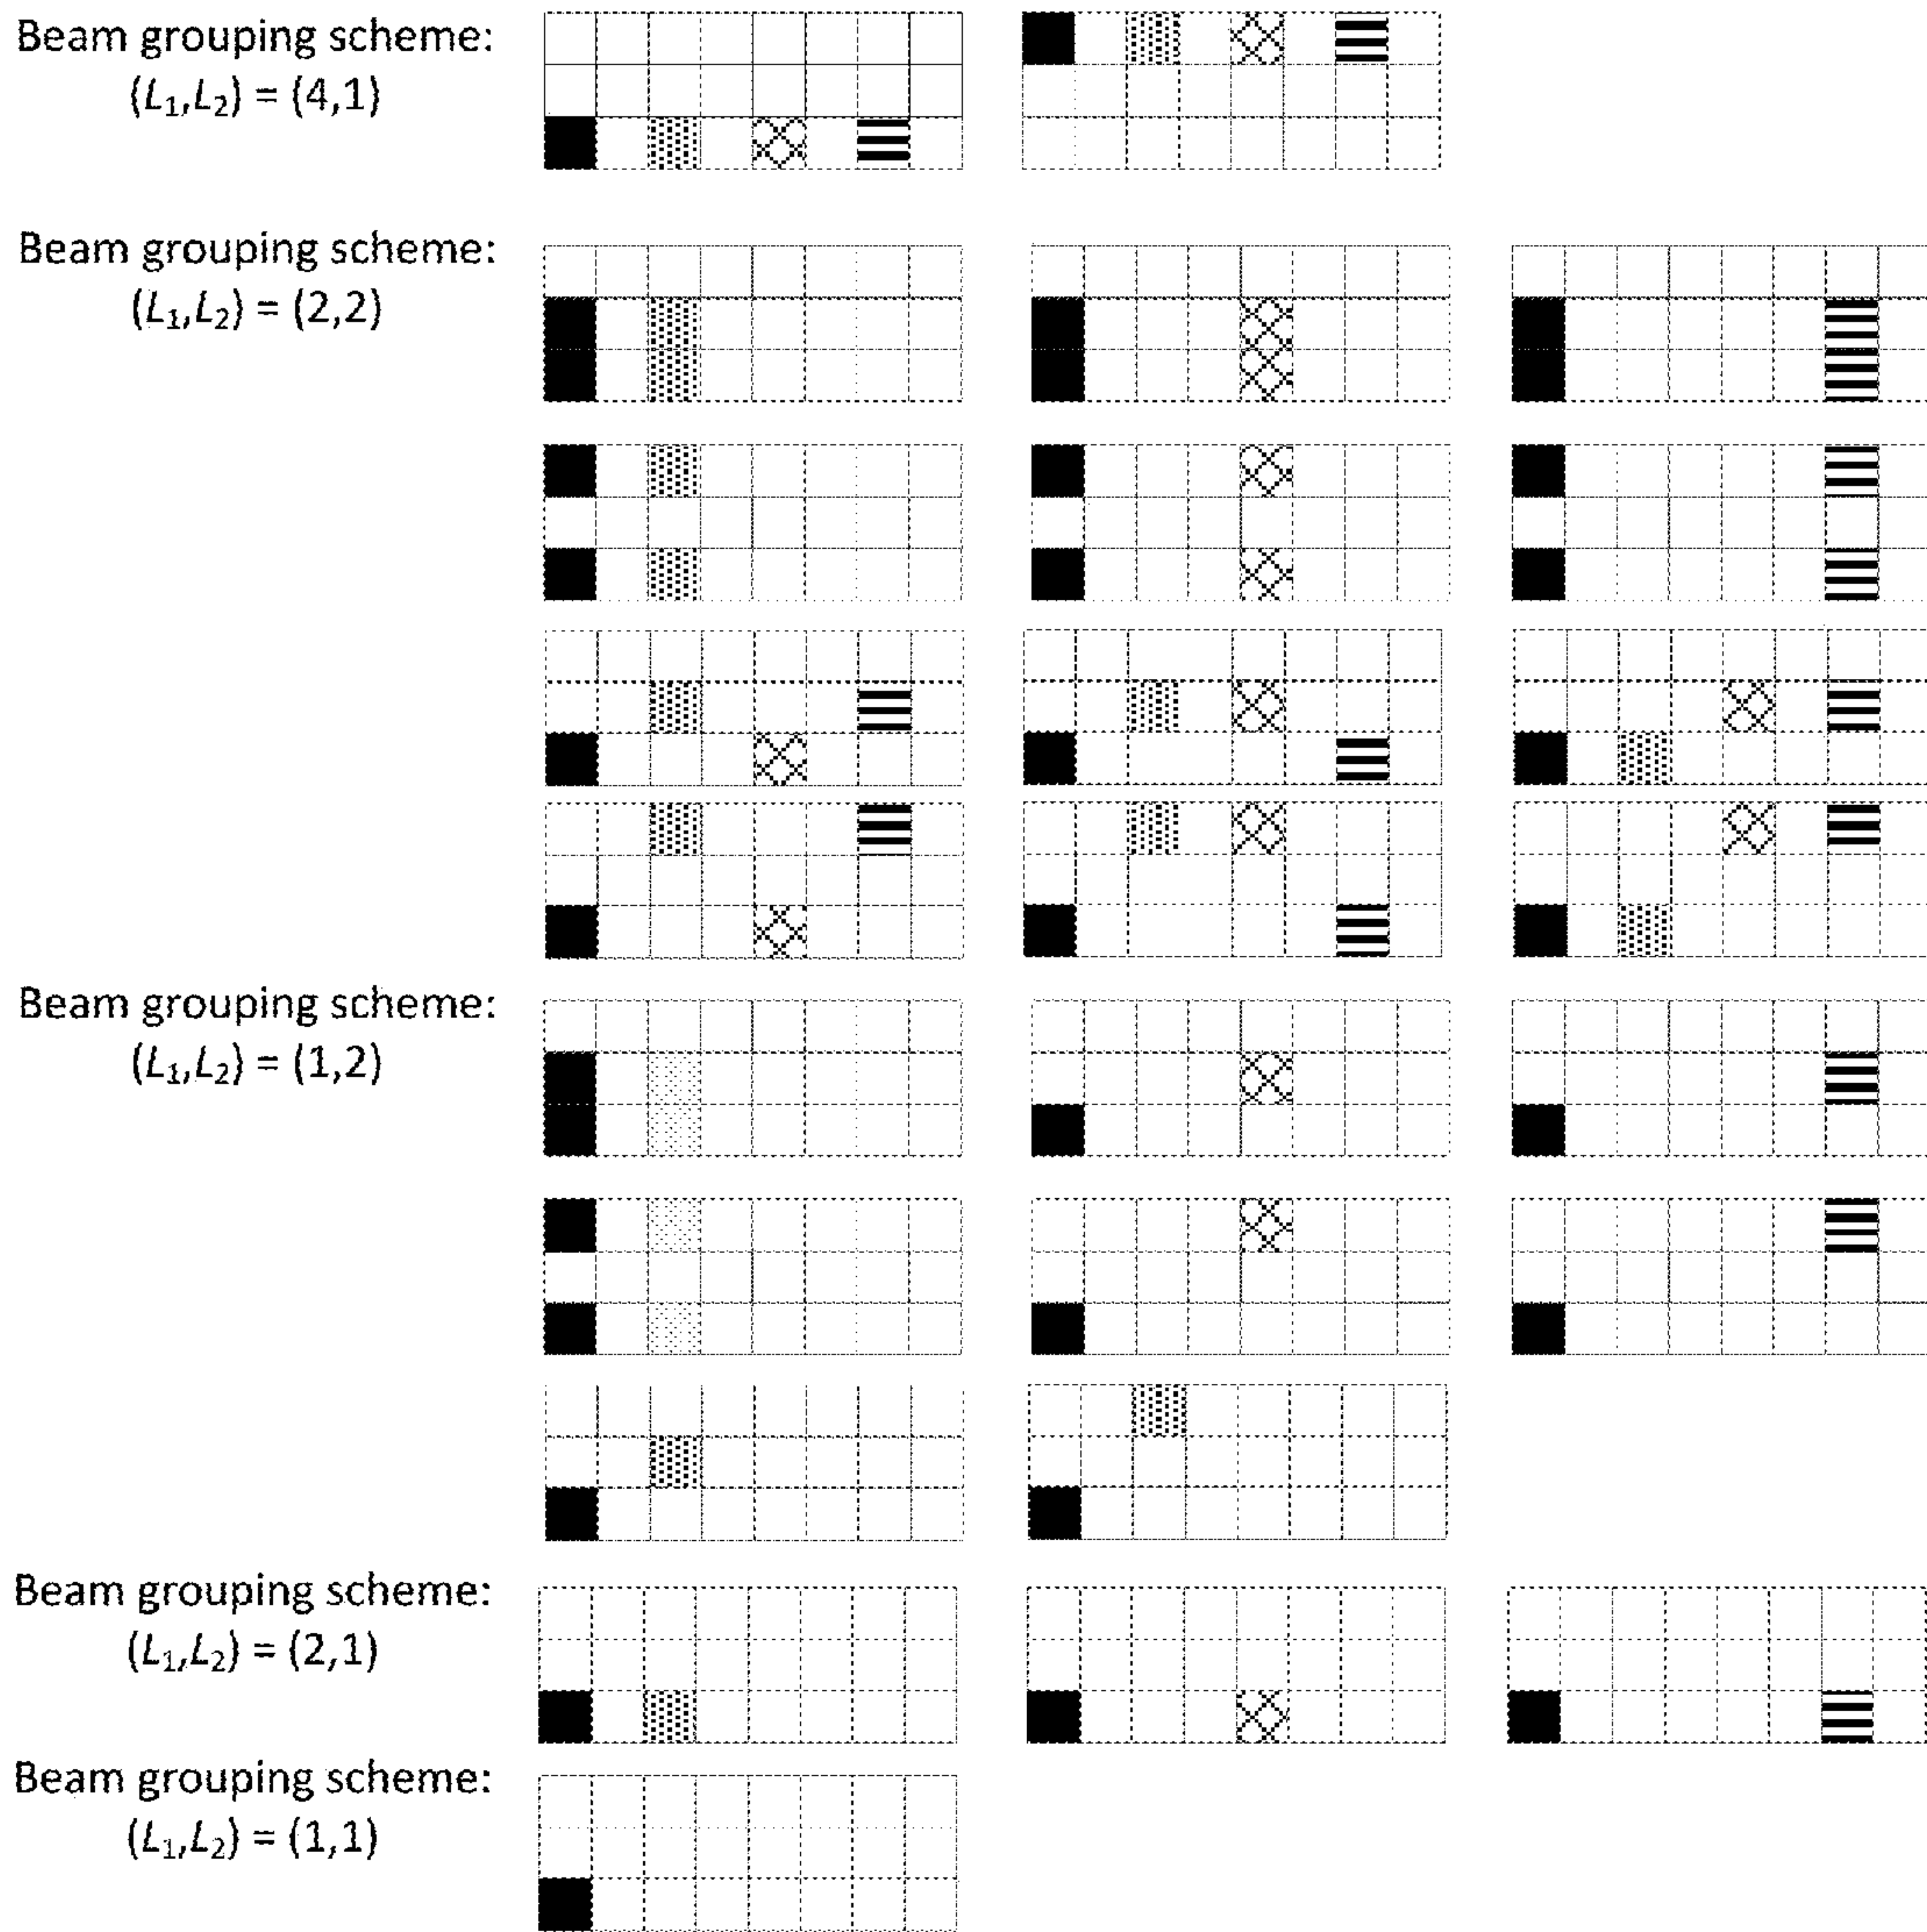 Beam grouping scheme:
(L₁,L₂) = (4,1)
Beam grouping scheme:
(L₁,L₂) = (2,2)
Beam grouping scheme:
(L₁,L₂) = (1,2)
Beam grouping scheme:
(L₁,L₂) = (2,1)
Beam grouping scheme:
(L₁,L₂) = (1,1)